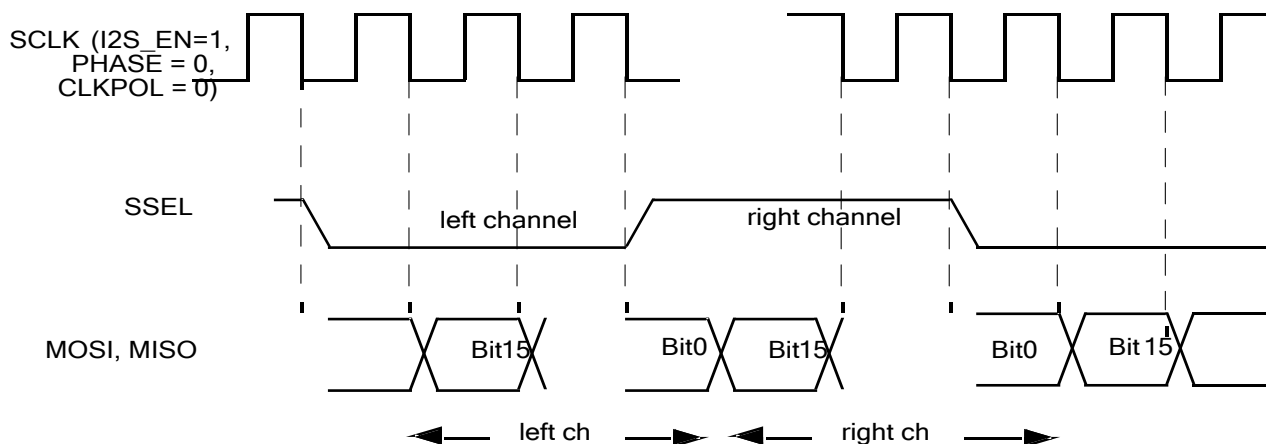 SCLK (I2S_EN=1,
PHASE = 0,
CLKPOL = 0)
SSEL
left channel
right channel
MOSI, MISO
Bit15
Bit0
Bit15
Bit0
Bit 15
left ch
right ch